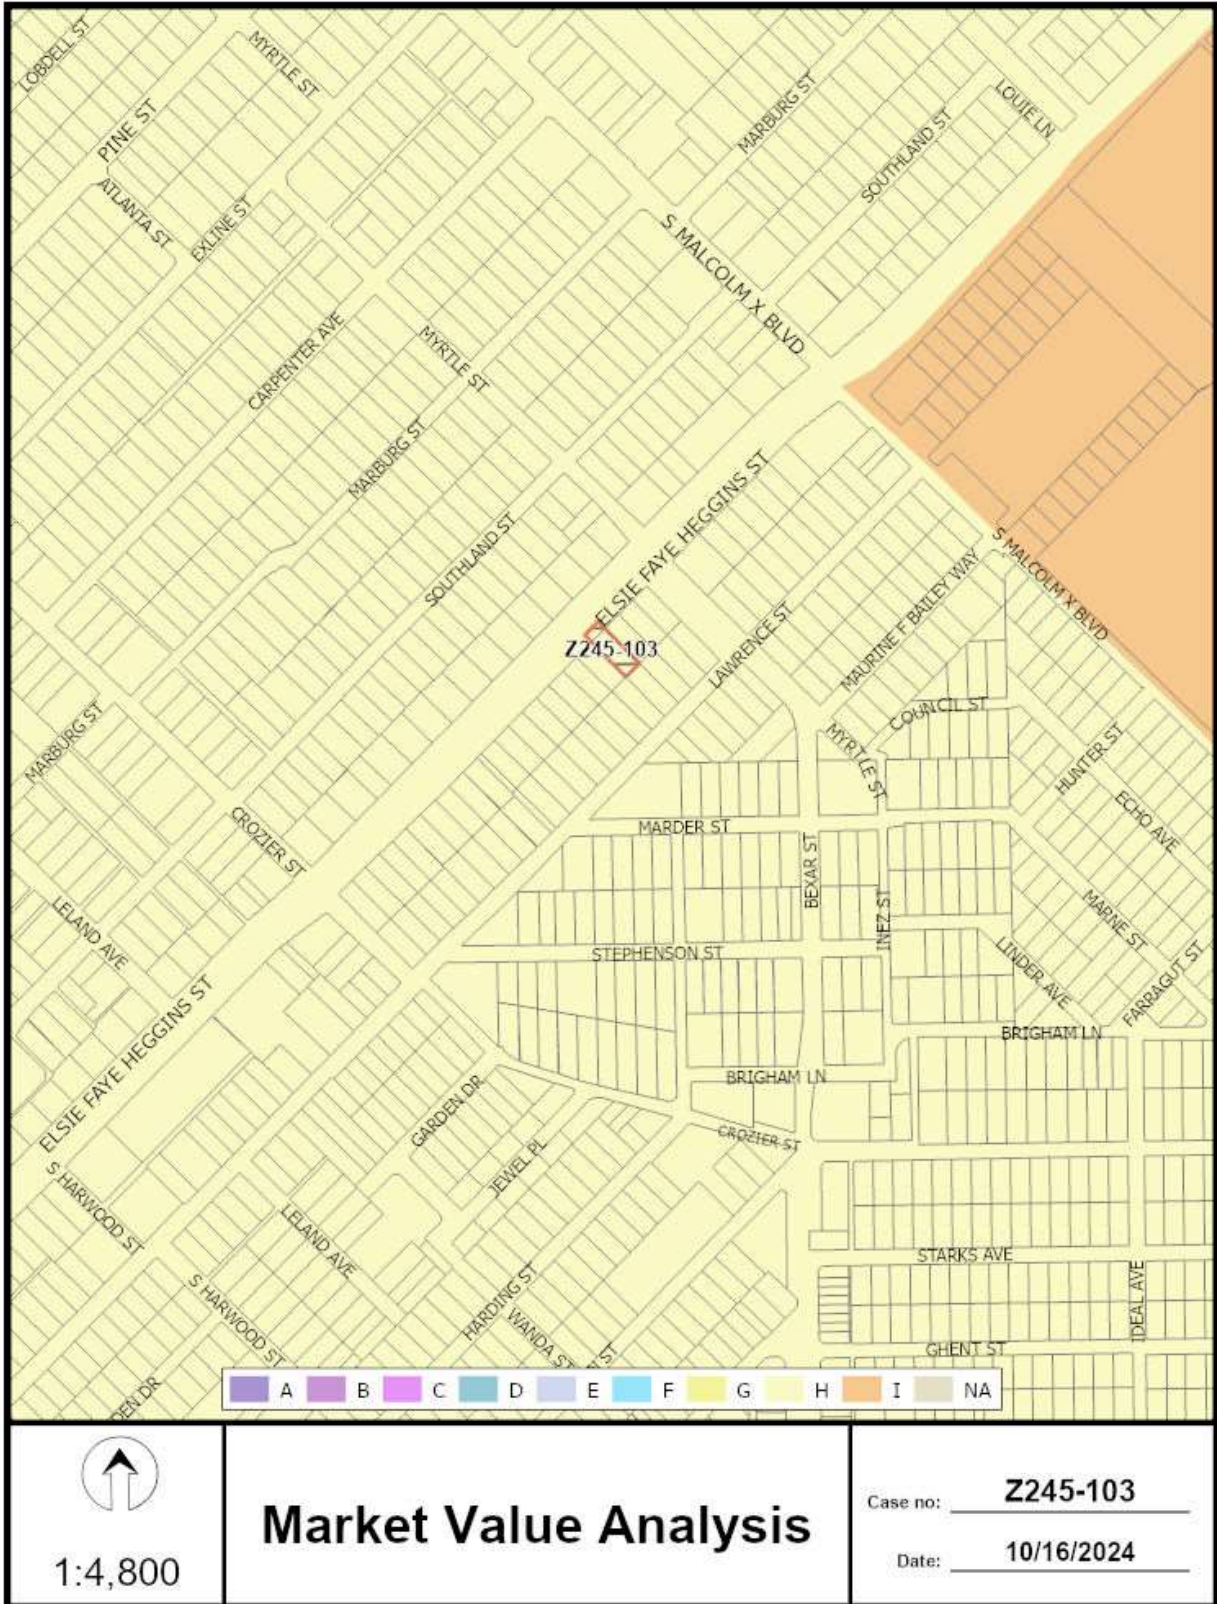 LOBDELL ST
MYRTLE ST
PINE ST
ATLANTA ST
EXLINE ST
MARBURG ST
LOUIE LN
SOUTHLAND ST
S MALCOLM X BLVD
CARPENTER AVE
MYRTLE ST
MARBURG ST
SOUTHLAND ST
ELSIE FAYE HEGGINS ST
Z245-103
LAWRENCE ST
MAURINE F BAILEY WAY
S MALCOLM X BLVD
COUNCIL ST
MYRTLE ST
HUNTER ST
ECHO AVE
MARBURG ST
CROZIER ST
MARDER ST
BEXAR ST
INEZ ST
MARNE ST
LELAND AVE
STEPHENSON ST
LINDER AVE
FARRAGUT ST
ELSIE FAYE HEGGINS ST
BRIGHAM LN
BRIGHAM LN
GARDEN DR
CROZIER ST
JEWEL PL
S HARWOOD ST
LELAND AVE
STARKS AVE
S HARWOOD ST
HARDING ST
WANDA ST
IDEAL AVE
GHENT ST
DEN DR
A B C D E F G H I NA
1:4,800
Market Value Analysis
Case no: Z245-103
Date: 10/16/2024